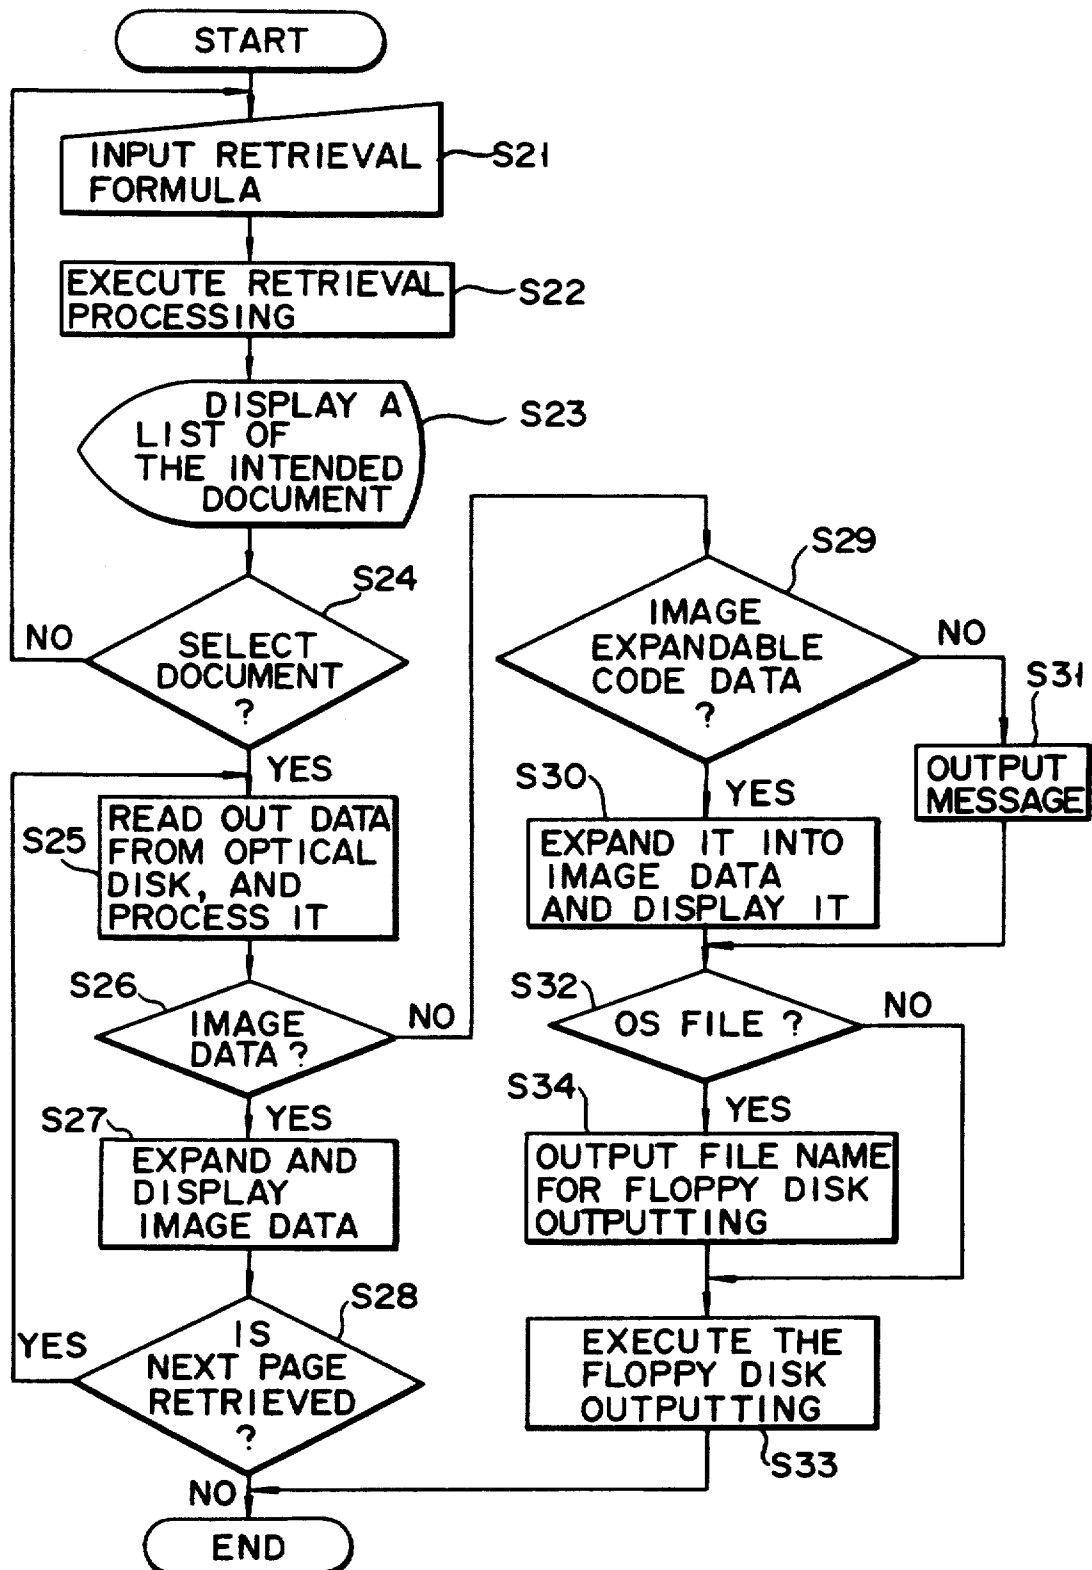 START
INPUT RETRIEVAL
FORMULA
S21
EXECUTE RETRIEVAL
PROCESSING
S22
DISPLAY A
LIST OF
THE INTENDED
DOCUMENT
S23
S24
NO
SELECT
DOCUMENT
?
YES
S25
READ OUT DATA
FROM OPTICAL
DISK, AND
PROCESS IT
S26
IMAGE
DATA?
NO
YES
S27
EXPAND AND
DISPLAY
IMAGE DATA
S28
YES
IS
NEXT PAGE
RETRIEVED
?
NO
END
S29
IMAGE
EXPANDABLE
CODE DATA
?
NO
S31
OUTPUT
MESSAGE
S30
YES
EXPAND IT INTO
IMAGE DATA
AND DISPLAY IT
S32
OS FILE ?
NO
S34
YES
OUTPUT FILE NAME
FOR FLOPPY DISK
OUTPUTTING
EXECUTE THE
FLOPPY DISK
OUTPUTTING
S33